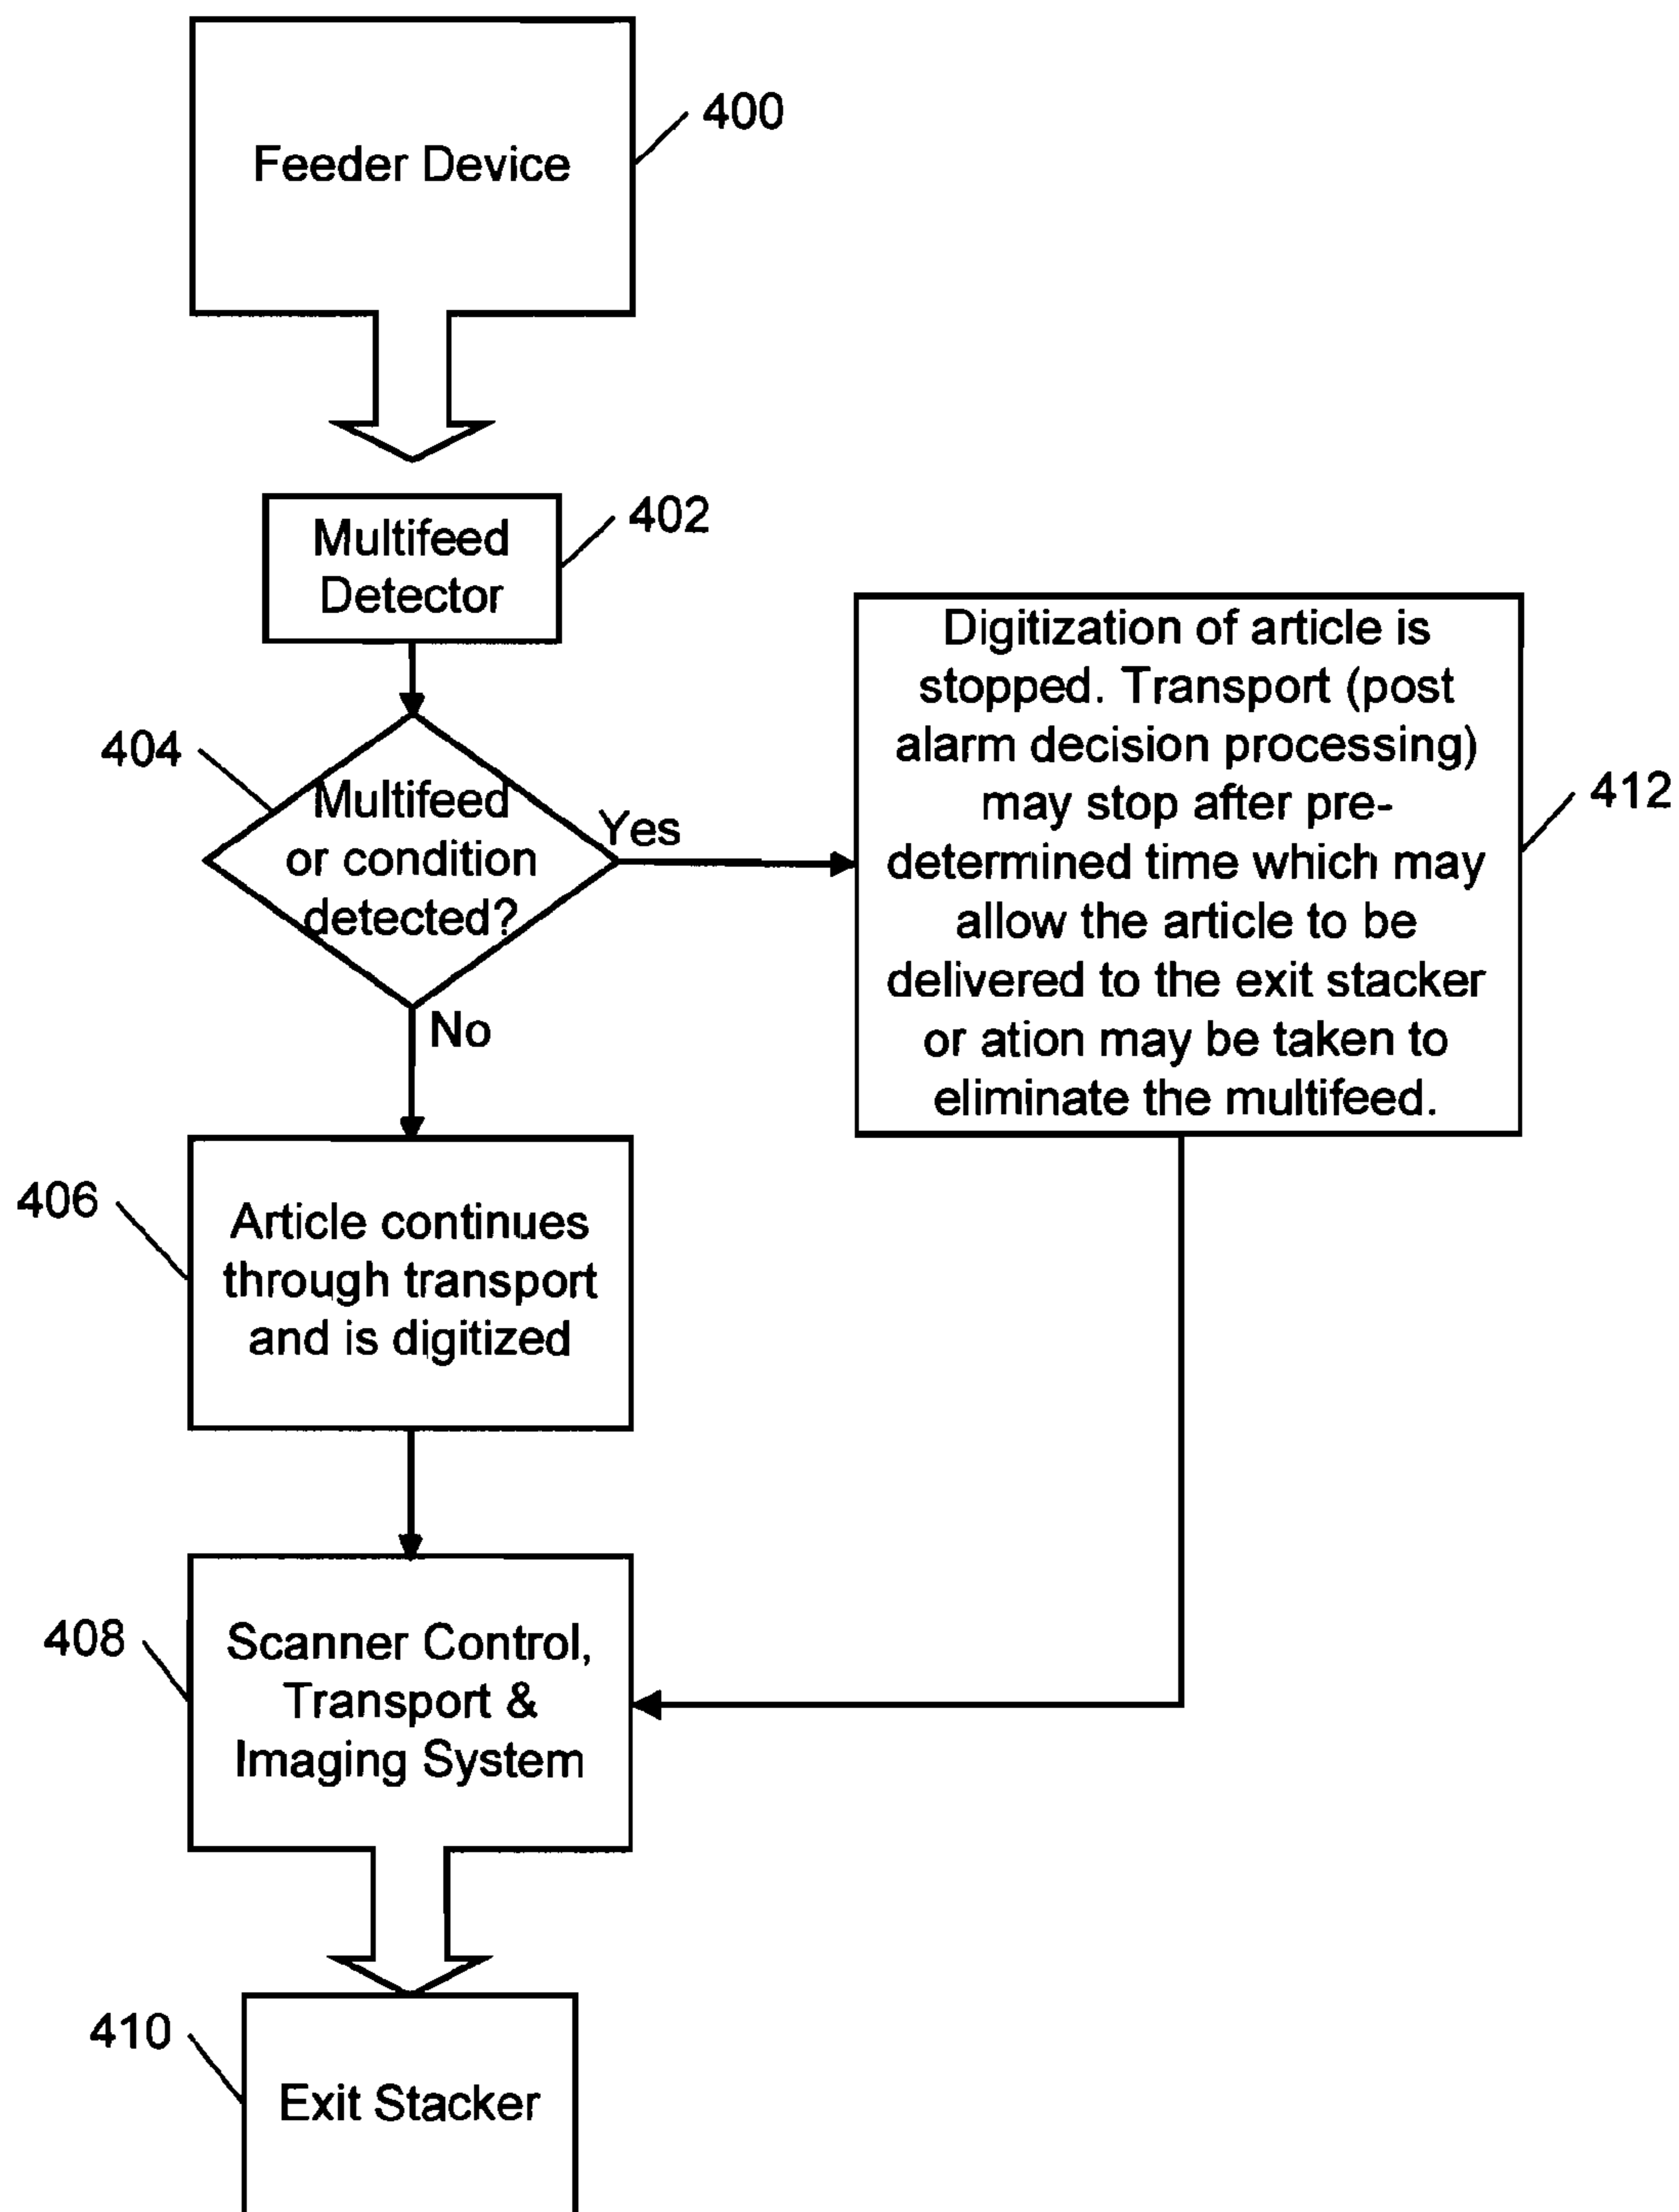 Feeder Device
400
Multifeed
Detector
402
404
Multifeed
or condition
detected?
Yes
No
Digitization of article is
stopped. Transport (post
alarm decision processing)
may stop after pre-
determined time which may
allow the article to be
delivered to the exit stacker
or ation may be taken to
eliminate the multifeed.
412
406
Article continues
through transport
and is digitized
408
Scanner Control,
Transport &
Imaging System
410
Exit Stacker